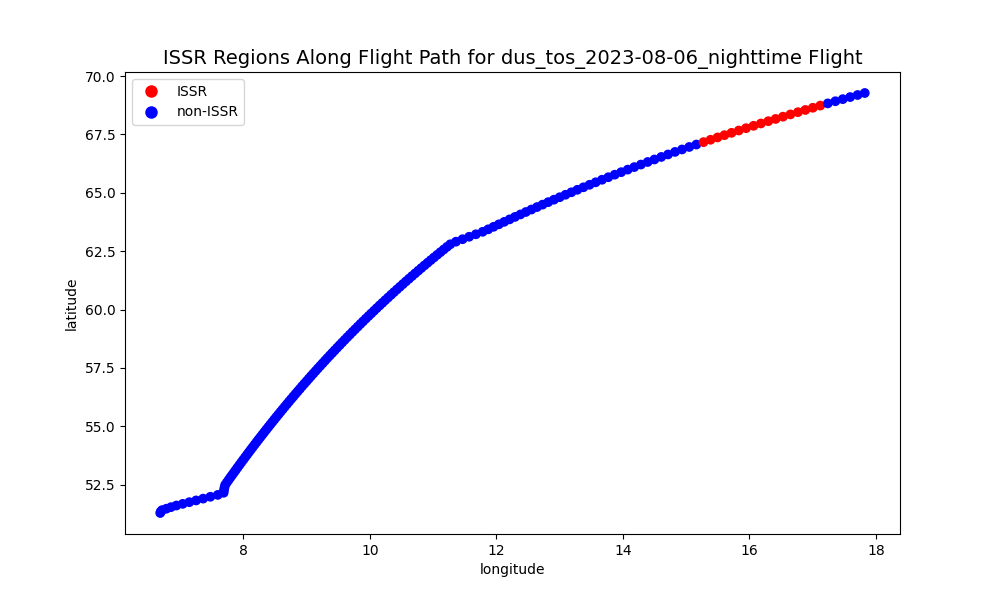 ISSR Regions Along Flight Path for dus_tos_2023-08-06_nighttime Flight
ISSR
non-ISSR
70.0
67.5
65.0
62.5
60.0
57.5
55.0
52.5
latitude
8 10 12 14 16 18
longitude